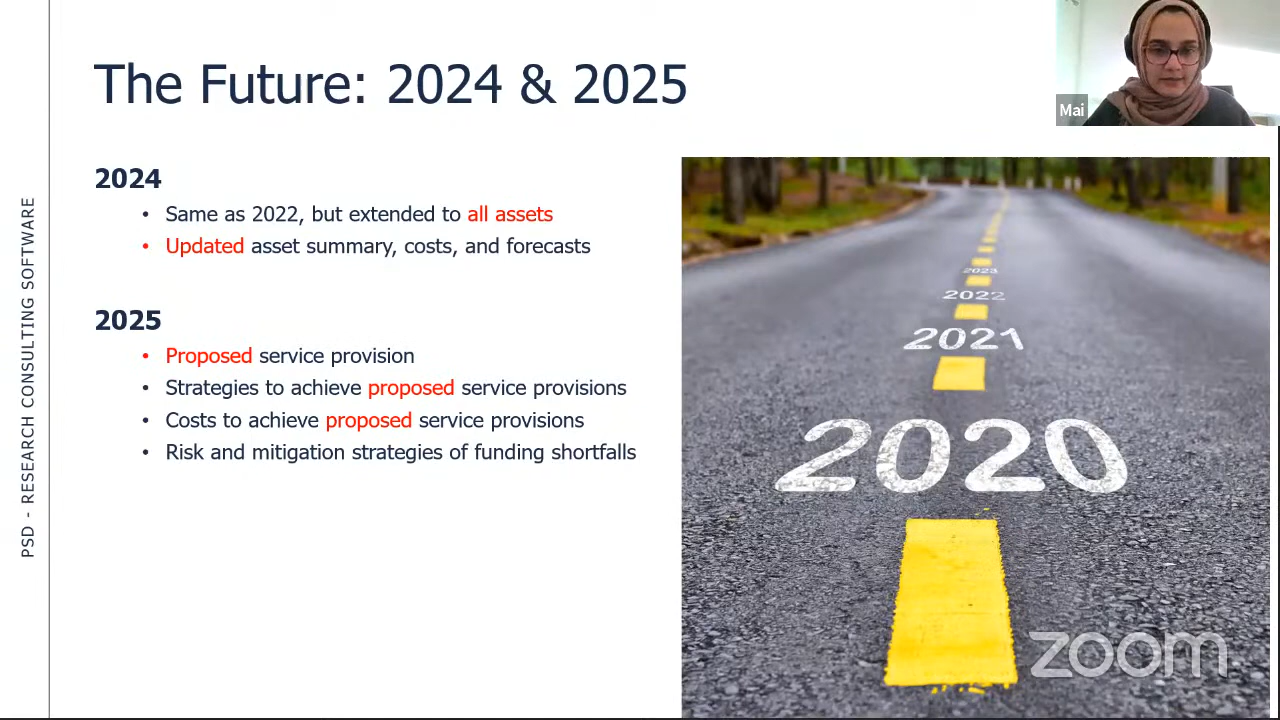 The Future: 2024 & 2025
Mai
2024
• Same as 2022, but extended to all assets
• Updated asset summary, costs, and forecasts
2025
• Proposed service provision
• Strategies to achieve proposed service provisions
• Costs to achieve proposed service provisions
• Risk and mitigation strategies of funding shortfalls
PSD - RESEARCH CONSULTING SOFTWARE
2023
2022
2021
2020
zoom